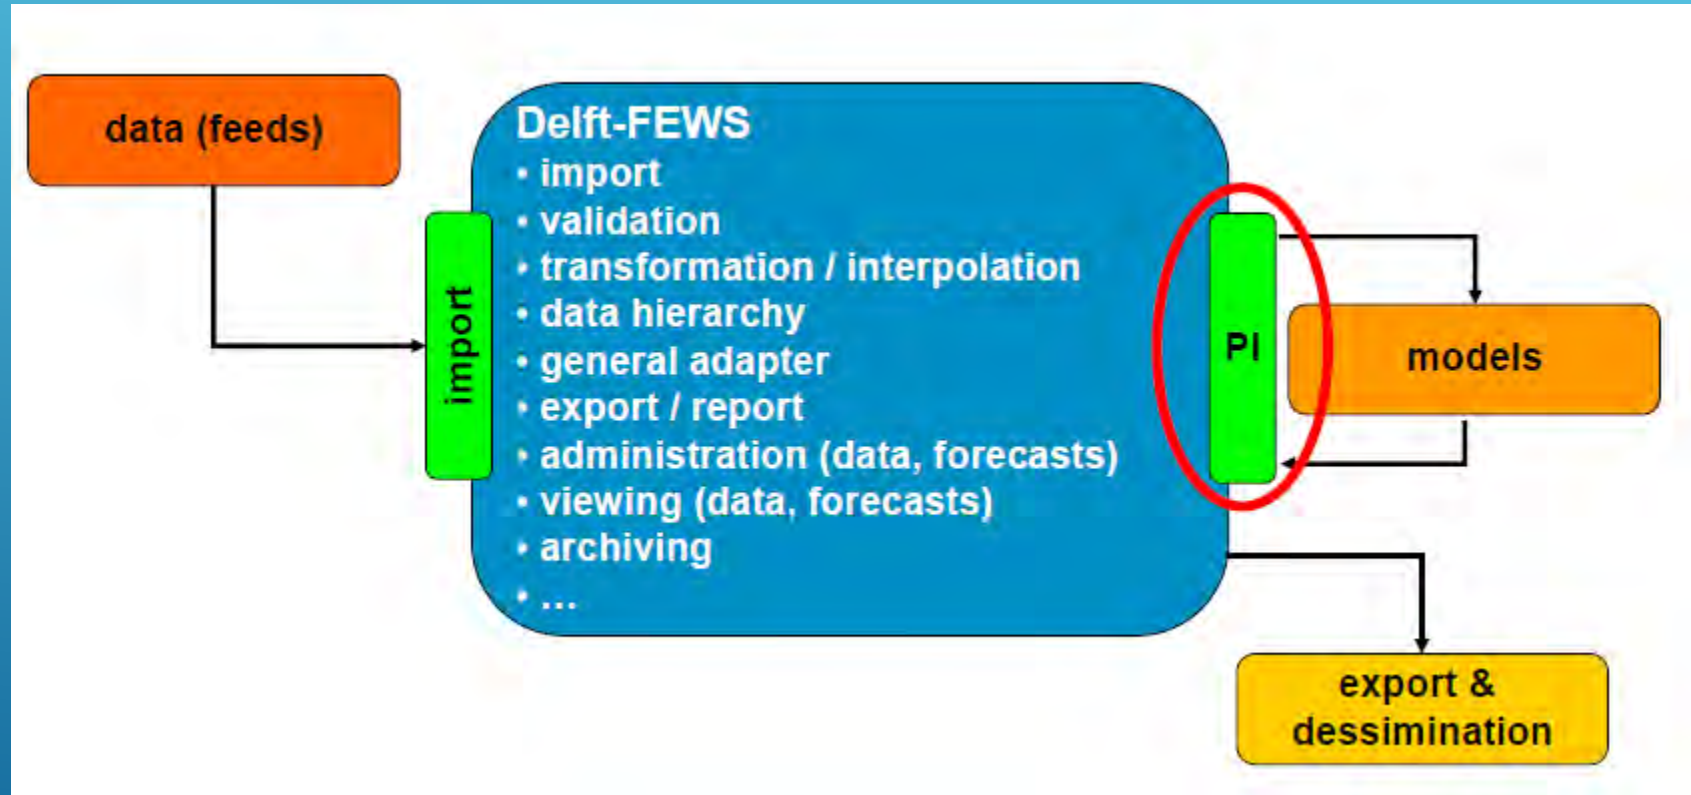 data (feeds)
import
Delft-FEWS
• import
• validation
• transformation / interpolation
• data hierarchy
• general adapter
• export / report
• administration (data, forecasts)
• viewing (data, forecasts)
• archiving
• ...
PI
models
export &
dessimination